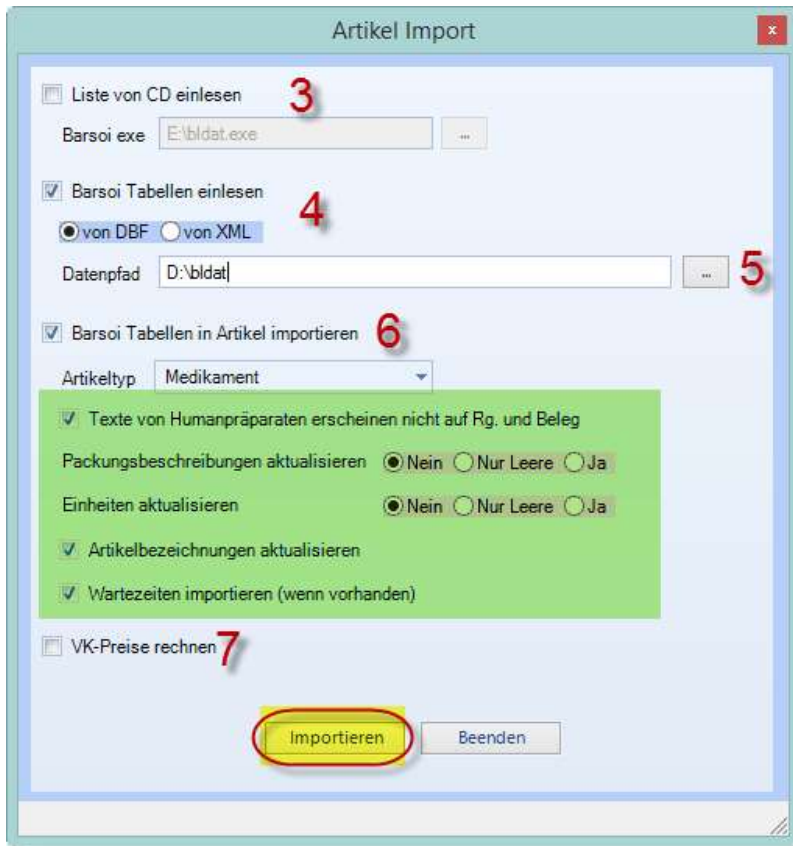 Artikel Import
x
Liste von CD einlesen 3
Barsoi exe E:\bldat.exe ...
Barsoi Tabellen einlesen
4
von DBF von XML
Datenpfad D:\bldat ... 5
Barsoi Tabellen in Artikel importieren 6
Artikeltyp Medikament
Texte von Humanpräparaten erscheinen nicht auf Rg. und Beleg
Packungsbeschreibungen aktualisieren Nein Nur Leere Ja
Einheiten aktualisieren Nein Nur Leere Ja
Artikelbezeichnungen aktualisieren
Wartezeiten importieren (wenn vorhanden)
VK-Preise rechnen 7
Importieren Beenden